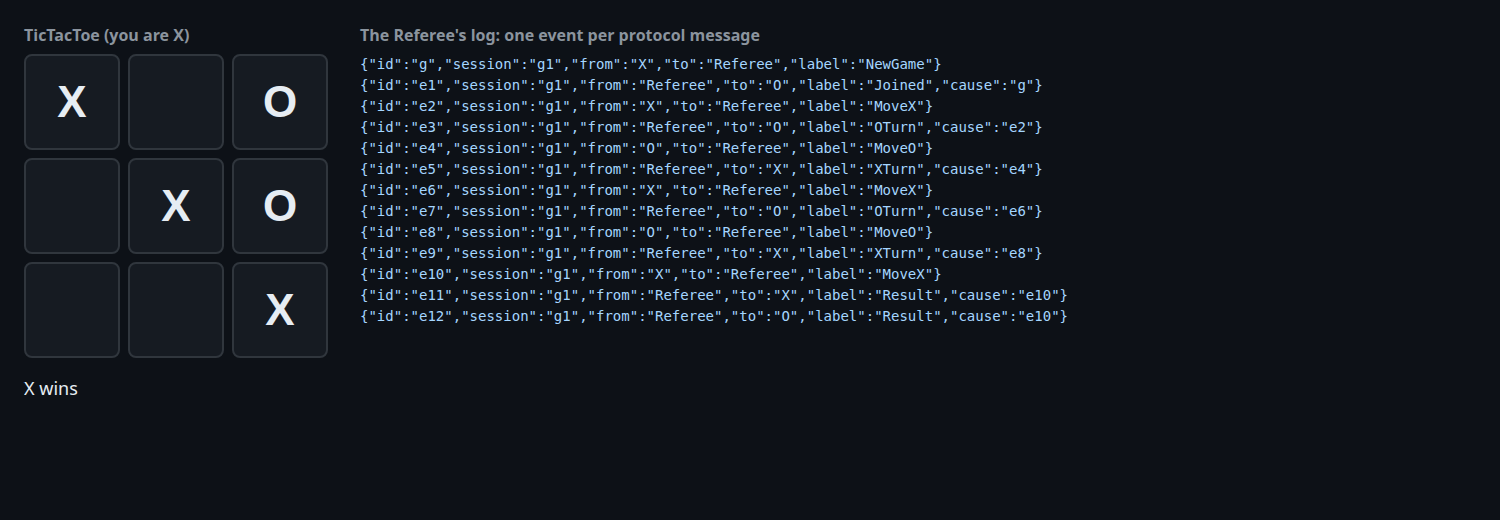 TicTacToe (you are X)
X O
X O
X
X wins
The Referee's log: one event per protocol message
{"id":"g","session":"g1","from":"X","to":"Referee","label":"NewGame"}
{"id":"e1","session":"g1","from":"Referee","to":"O","label":"Joined","cause":"g"}
{"id":"e2","session":"g1","from":"X","to":"Referee","label":"MoveX"}
{"id":"e3","session":"g1","from":"Referee","to":"O","label":"OTurn","cause":"e2"}
{"id":"e4","session":"g1","from":"O","to":"Referee","label":"MoveO"}
{"id":"e5","session":"g1","from":"Referee","to":"X","label":"XTurn","cause":"e4"}
{"id":"e6","session":"g1","from":"X","to":"Referee","label":"MoveX"}
{"id":"e7","session":"g1","from":"Referee","to":"O","label":"OTurn","cause":"e6"}
{"id":"e8","session":"g1","from":"O","to":"Referee","label":"MoveO"}
{"id":"e9","session":"g1","from":"Referee","to":"X","label":"XTurn","cause":"e8"}
{"id":"e10","session":"g1","from":"X","to":"Referee","label":"MoveX"}
{"id":"e11","session":"g1","from":"Referee","to":"X","label":"Result","cause":"e10"}
{"id":"e12","session":"g1","from":"Referee","to":"O","label":"Result","cause":"e10"}